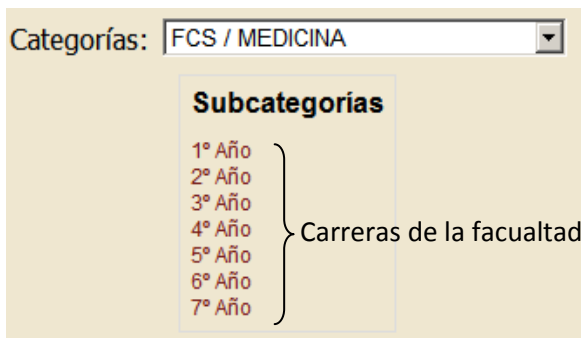 Categorías: FCS / MEDICINA
Subcategorías
1º Año
2º Año
3º Año
4º Año
Carreras de la facualtad
5º Año
6º Año
7º Año